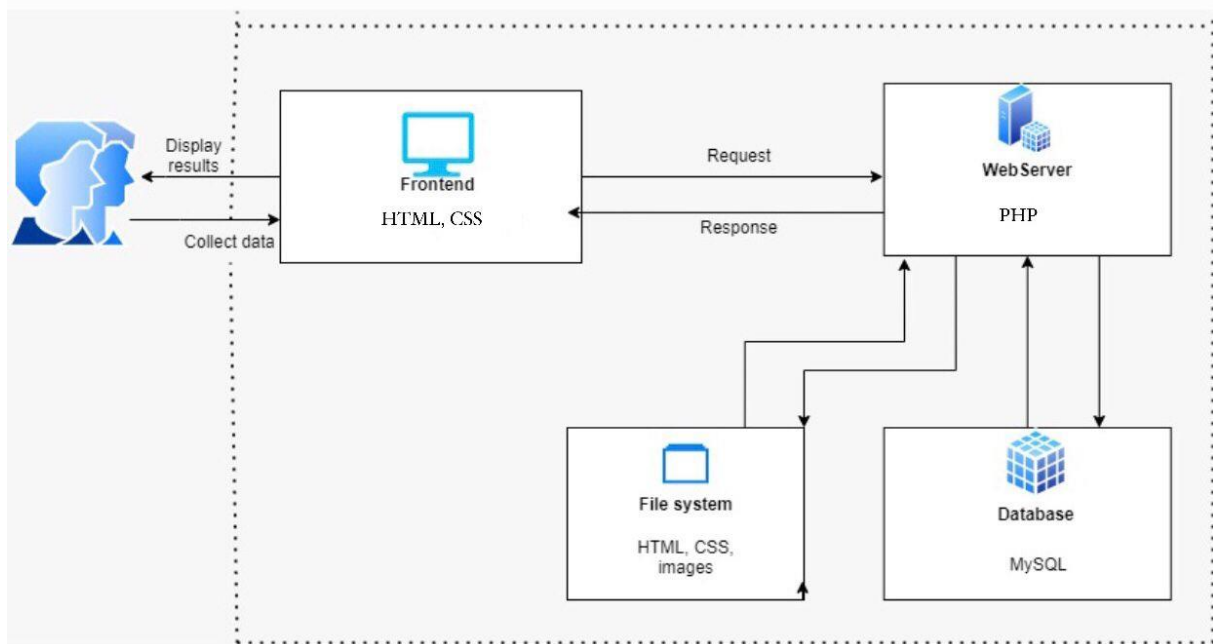 Display
results
Collect data
Frontend
HTML, CSS
Request
Response
WebServer
PHP
File system
HTML, CSS,
images
Database
MySQL